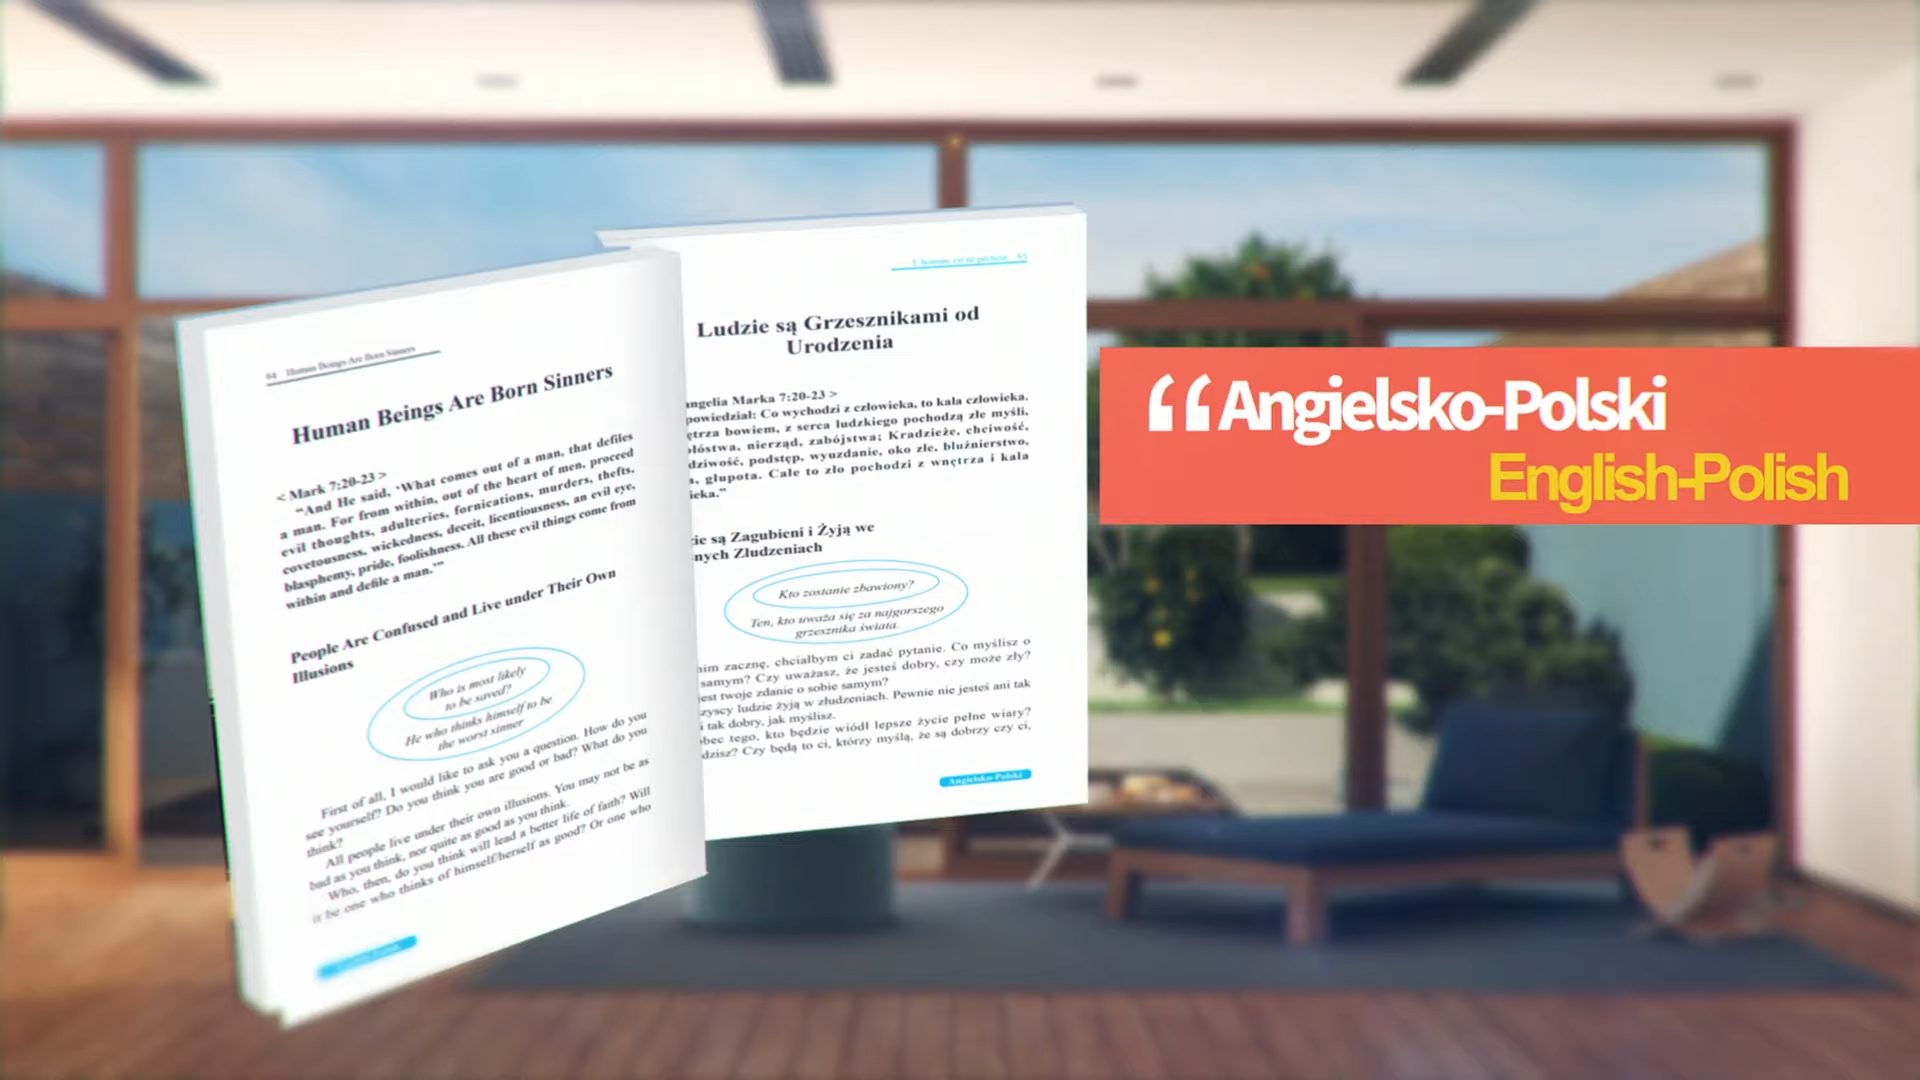 64 Human Beings Are Born Sinners
Human Beings Are Born Sinners
< Mark 7:20-23 >
“And He said, ‘What comes out of a man, that defiles
a man. For from within, out of the heart of men, proceed
evil thoughts, adulteries, fornications, murders, thefts,
covetousness, wickedness, deceit, licentiousness, an evil eye,
blasphemy, pride, foolishness. All these evil things come from
within and defile a man.’”
People Are Confused and Live under Their Own
Illusions
Who is most likely
to be saved?
He who thinks himself to be
the worst sinner
First of all, I would like to ask you a question. How do you
see yourself? Do you think you are good or bad? What do you
think?
All people live under their own illusions. You may not be as
bad as you think, nor quite as good as you think.
Who, then, do you think will lead a better life of faith? Will
it be one who thinks of himself/herself as good? Or one who
65
Ludzie są Grzesznikami od
Urodzenia
angelia Marka 7:20-23 >
powiedział: Co wychodzi z człowieka, to kala człowieka.
ętrza bowiem, z serca ludzkiego pochodzą złe myśli,
ołóstwa, nierząd, zabójstwa; Kradzieże, chciwość,
dziwość, podstęp, wyuzdanie, oko złe, bluźnierstwo,
a, głupota. Całe to zło pochodzi z wnętrza i kala
ieka.”
zie są Zagubieni i Żyją we
nych Złudzeniach
Kto zostanie zbawiony?
Ten, kto uważa się za najgorszego
grzesznika świata.
nim zacznę, chciałbym ci zadać pytanie. Co myślisz o
samym? Czy uważasz, że jesteś dobry, czy może zły?
jest twoje zdanie o sobie samym?
zyscy ludzie żyją w złudzeniach. Pewnie nie jesteś ani tak
i tak dobry, jak myślisz.
obec tego, kto będzie wiódł lepsze życie pełne wiary?
dzisz? Czy będą to ci, którzy myślą, że są dobrzy czy ci,
Angielsko-Polski
“Angielsko-Polski
English-Polish